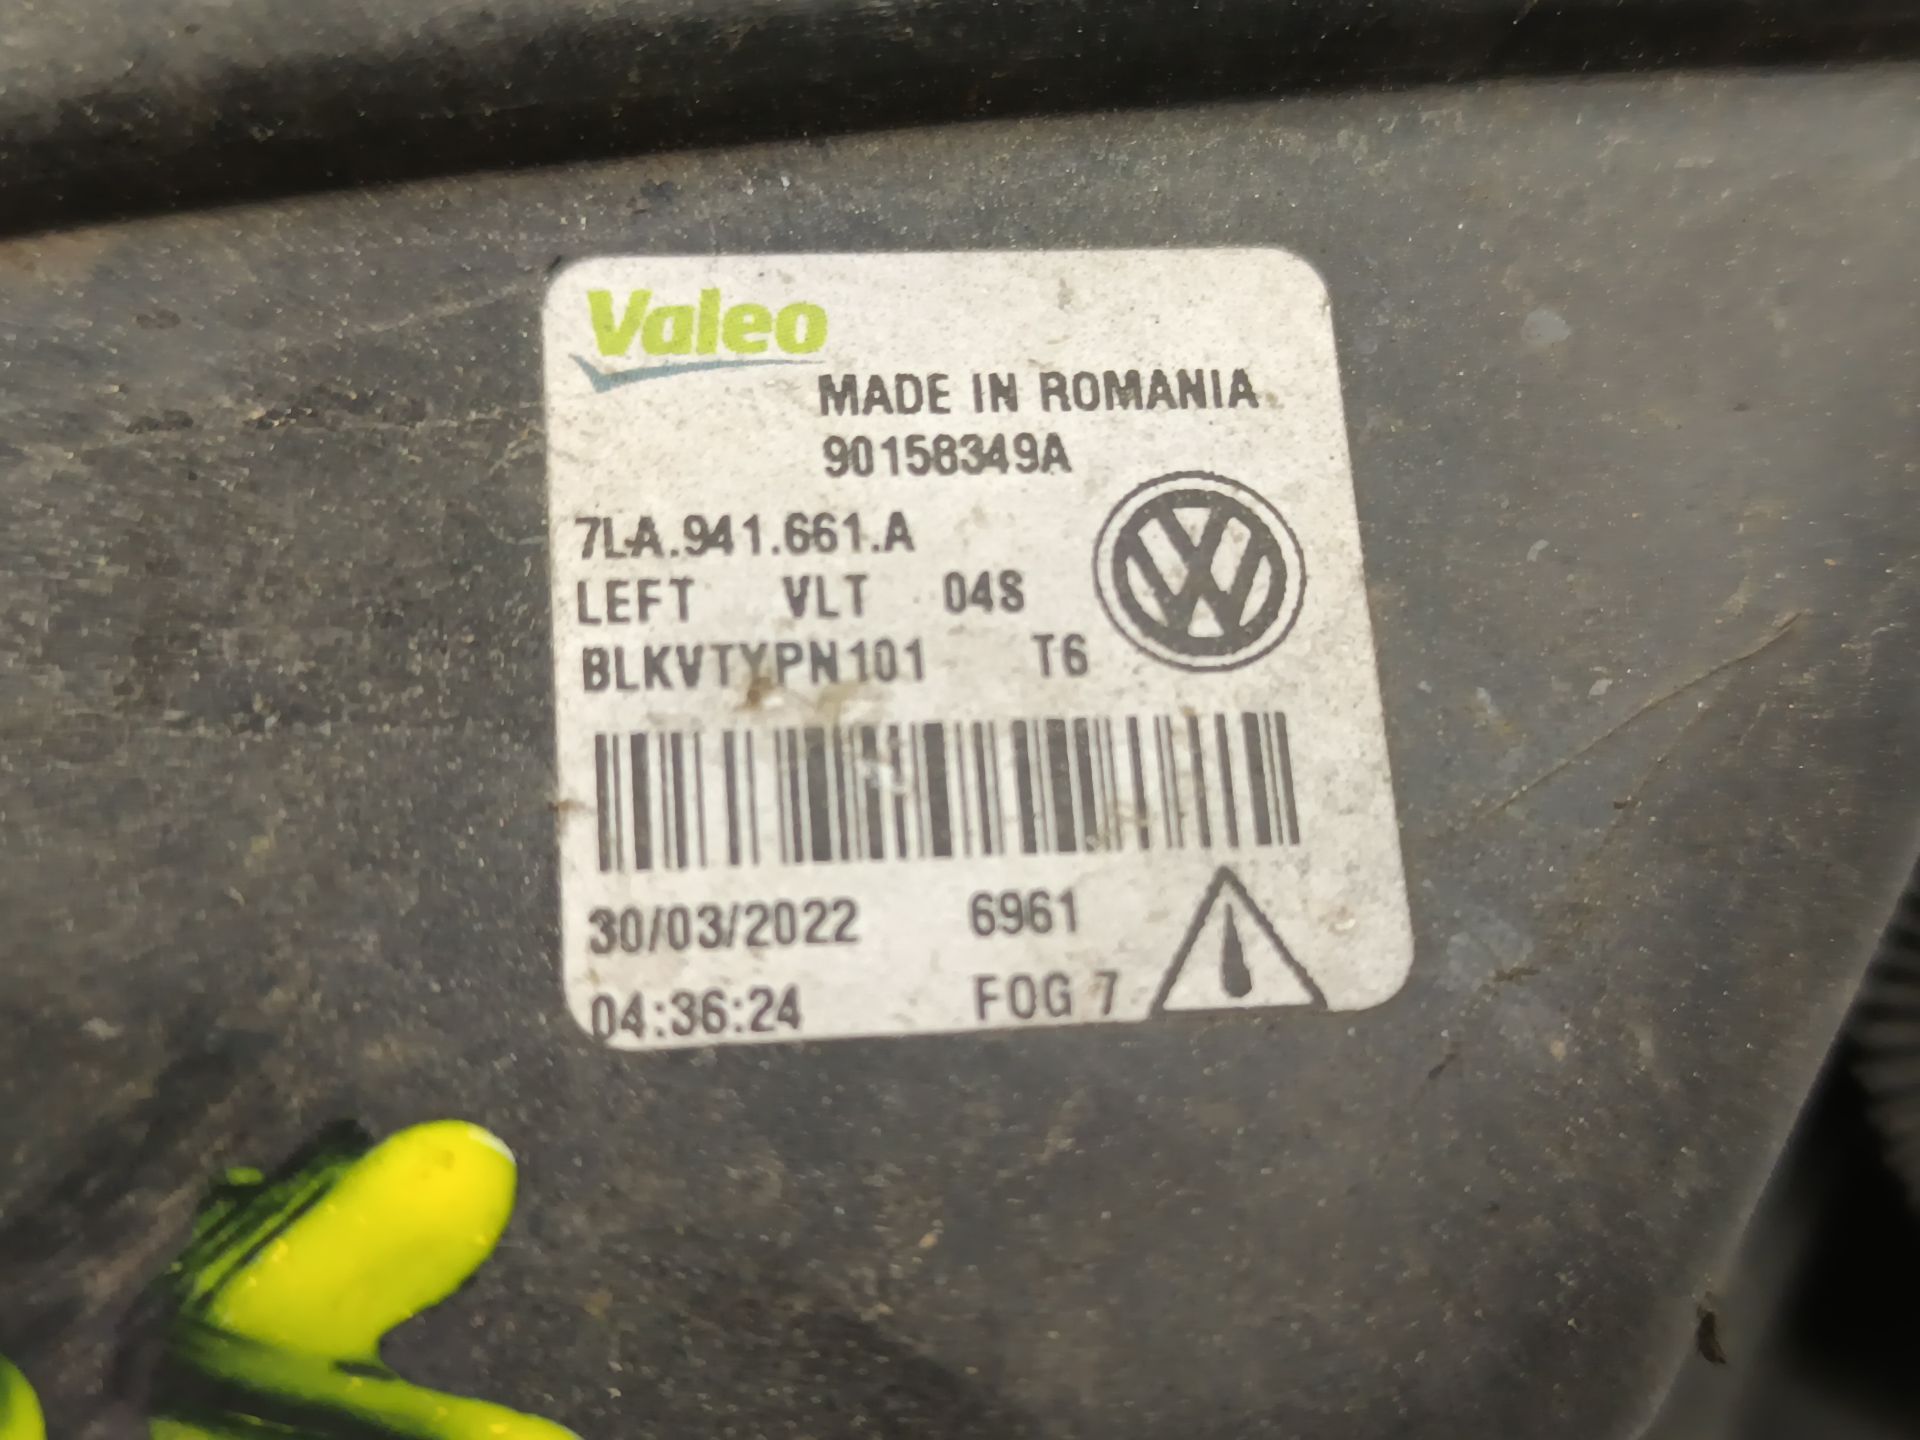 Valeo
MADE IN ROMANIA
90158349A
7LA.941.661.A
LEFT VLT 04S
BLKVTYPN101 T6
30/03/2022 6961
04:36:24 FOG 7